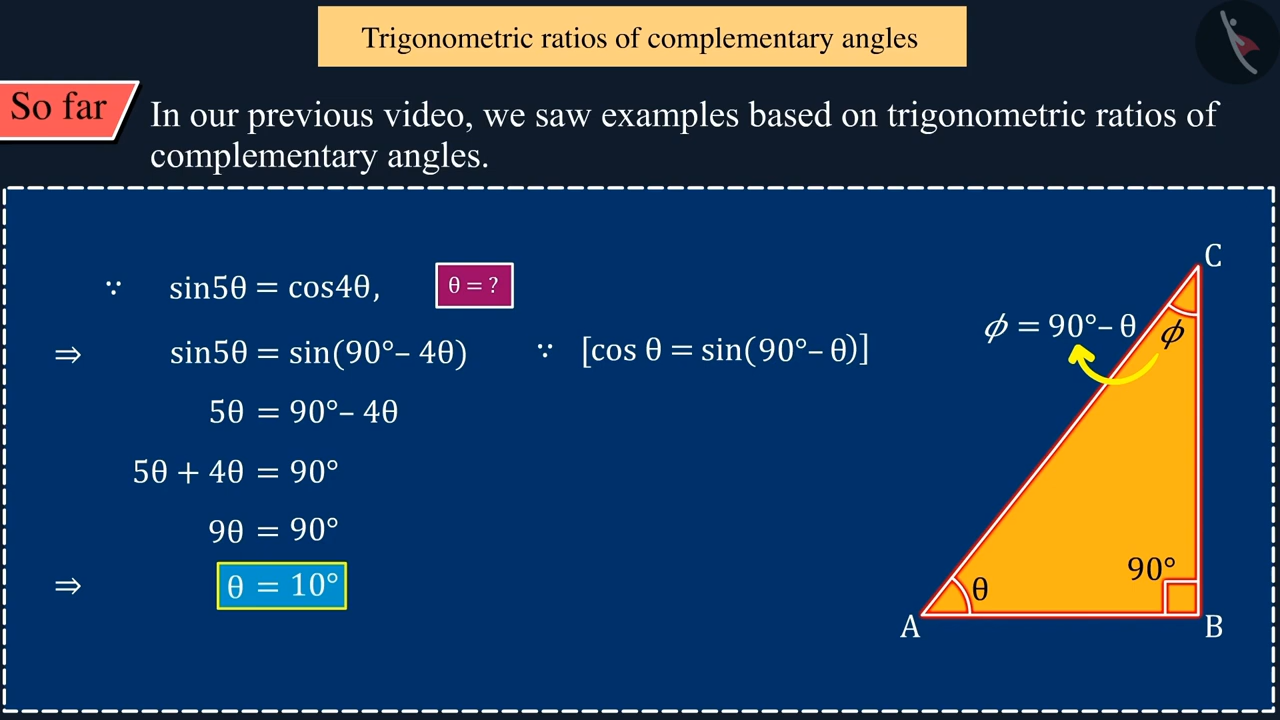 Trigonometric ratios of complementary angles
So far
In our previous video, we saw examples based on trigonometric ratios of
complementary angles.
∵ sin5θ = cos4θ, θ = ?
⇒ sin5θ = sin(90°– 4θ) ∵ [cos θ = sin(90°– θ)]
5θ = 90°– 4θ
5θ + 4θ = 90°
9θ = 90°
⇒ θ = 10°
C
𝜙 = 90°– θ
𝜙
90°
θ
A
B